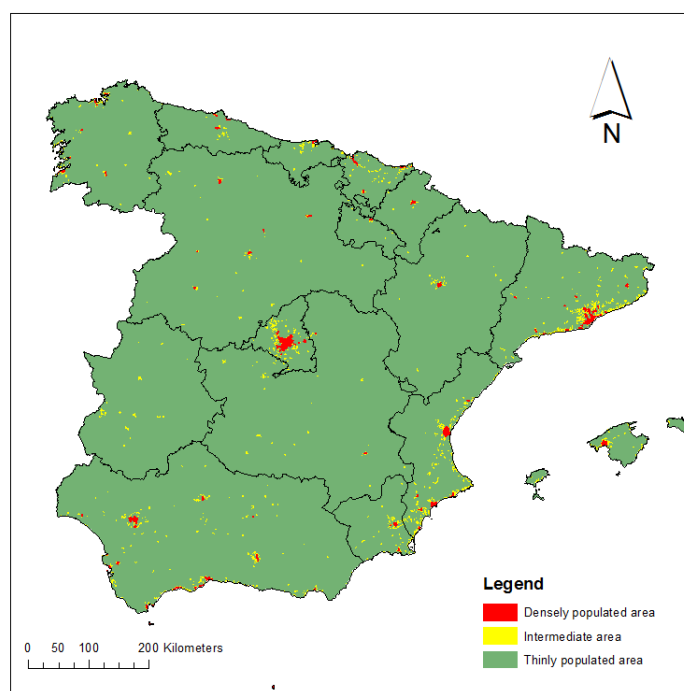 N
Legend
Densely populated area
Intermediate area
Thinly populated area
0 50 100 200 Kilometers